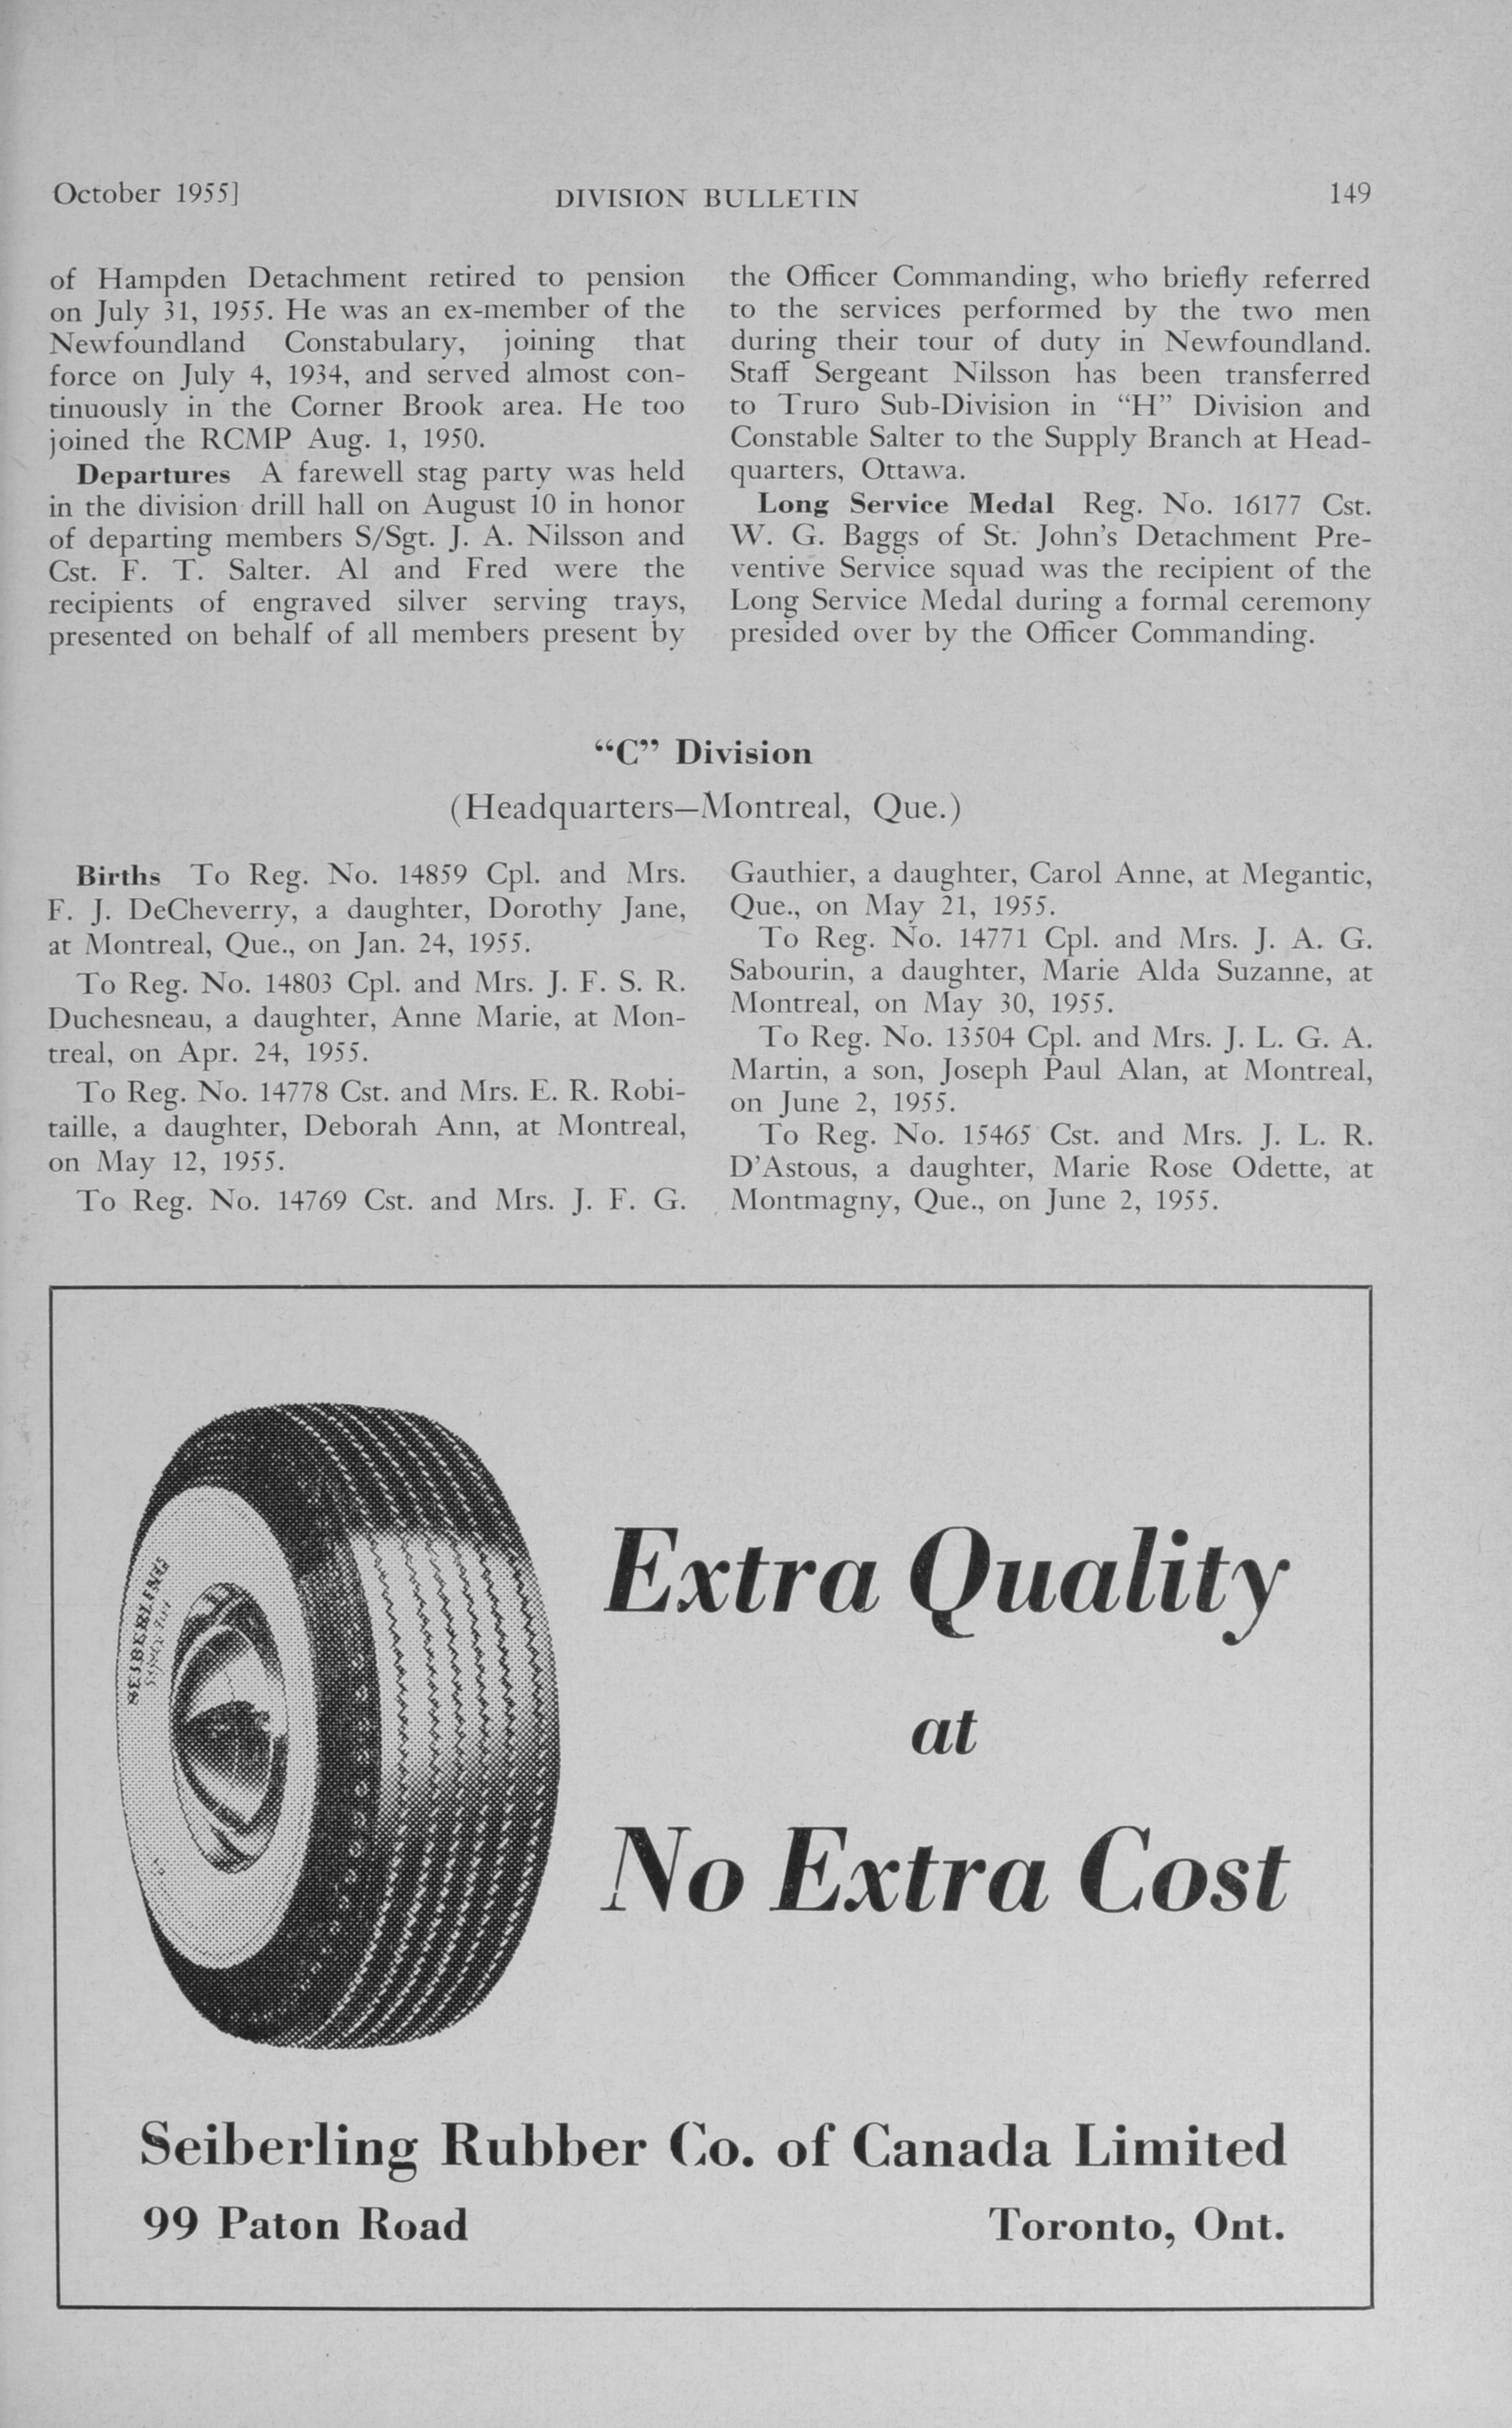 October 1955]
DIVISION BULLETIN
149
of Hampden Detachment retired to pension
on July 31, 1955. He was an ex-member of the
Newfoundland Constabulary, joining that
force on July 4, 1934, and served almost con-
tinuously in the Corner Brook area. He too
joined the RCMP Aug. 1, 1950.
Departures A farewell stag party was held
in the division drill hall on August 10 in honor
of departing members S/Sgt. J. A. Nilsson and
Cst. F. T. Salter. Al and Fred were the
recipients of engraved silver serving trays,
presented on behalf of all members present by
the Officer Commanding, who briefly referred
to the services performed by the two men
during their tour of duty in Newfoundland.
Staff Sergeant Nilsson has been transferred
to Truro Sub-Division in "H" Division and
Constable Salter to the Supply Branch at Head-
quarters, Ottawa.
Long Service Medal Reg. No. 16177 Cst.
W. G. Baggs of St. John's Detachment Pre-
ventive Service squad was the recipient of the
Long Service Medal during a formal ceremony
presided over by the Officer Commanding.
"C" Division
(Headquarters—Montreal, Que.)
Births To Reg. No. 14859 Cpl. and Mrs.
F. J. DeCheverry, a daughter, Dorothy Jane,
at Montreal, Que., on Jan. 24, 1955.
To Reg. No. 14803 Cpl. and Mrs. J. F. S. R.
Duchesneau, a daughter, Anne Marie, at Mon-
treal, on Apr. 24, 1955.
To Reg. No. 14778 Cst. and Mrs. E. R. Robi-
taille, a daughter, Deborah Ann, at Montreal,
on May 12, 1955.
To Reg. No. 14769 Cst. and Mrs. J. F. G.
Gauthier, a daughter, Carol Anne, at Megantic,
Que., on May 21, 1955.
To Reg. No. 14771 Cpl. and Mrs. J. A. G.
Sabourin, a daughter, Marie Alda Suzanne, at
Montreal, on May 30, 1955.
To Reg. No. 13504 Cpl. and Mrs. J. L. G. A.
Martin, a son, Joseph Paul Alan, at Montreal,
on June 2, 1955.
To Reg. No. 15465 Cst. and Mrs. J. L. R.
D'Astous, a daughter, Marie Rose Odette, at
Montmagny, Que., on June 2, 1955.
SEIBERLING
Extra Quality
at
No Extra Cost
Seiberling Rubber Co. of Canada Limited
99 Paton Road
Toronto, Ont.